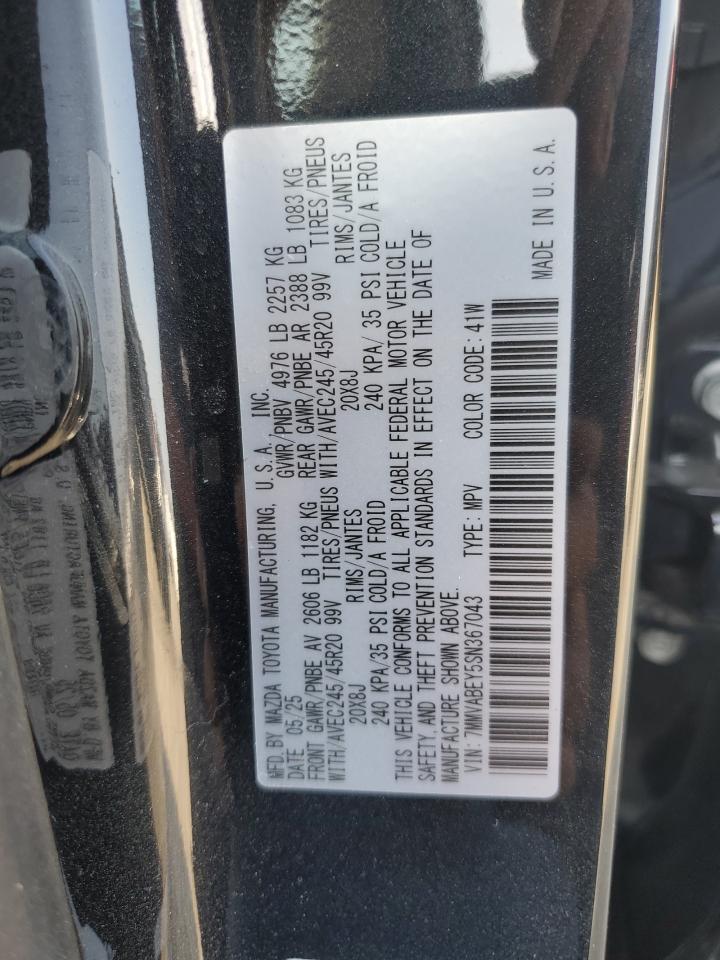 MFD. BY MAZDA TOYOTA MANUFACTURING, U.S.A., INC.
DATE 05/25 GVWR/PNBV 4976 LB 2257 KG
FRONT GAWR/PNBE AV 2606 LB 1182 KG REAR GAWR/PNBE AR 2388 LB 1083 KG
WITH/AVEC245/45R20 99V TIRES/PNEUS WITH/AVEC245/45R20 99V TIRES/PNEUS
20X8J RIMS/JANTES 20X8J RIMS/JANTES
240 KPA/35 PSI COLD/A FROID 240 KPA/ 35 PSI COLD/A FROID
THIS VEHICLE CONFORMS TO ALL APPLICABLE FEDERAL MOTOR VEHICLE
SAFETY AND THEFT PREVENTION STANDARDS IN EFFECT ON THE DATE OF
MANUFACTURE SHOWN ABOVE.
VIN: 7MMVABEY5SN367043 TYPE: MPV COLOR CODE: 41W
MADE IN U.S.A.